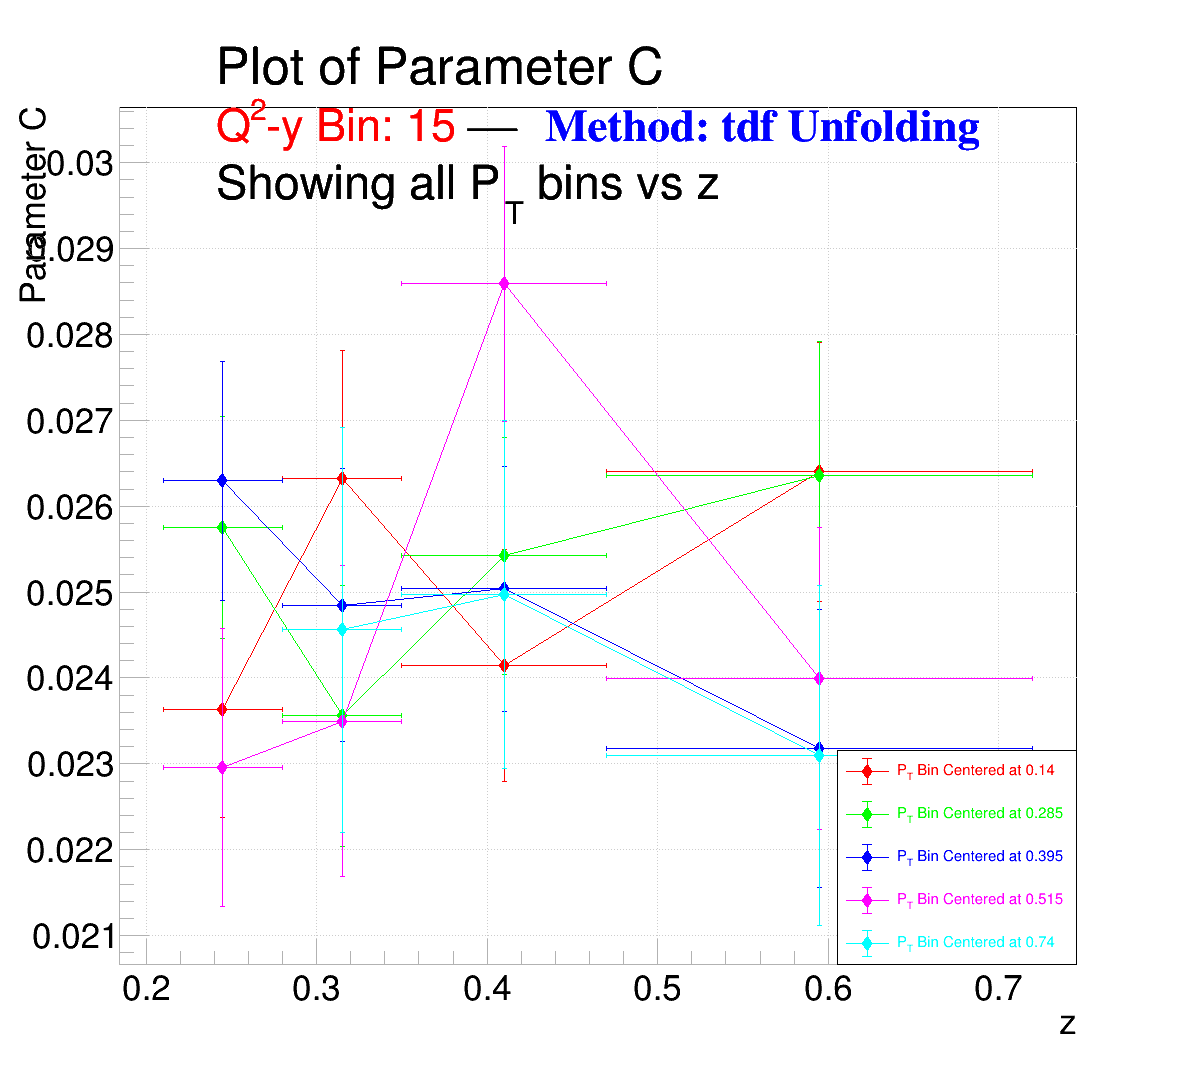 Plot of Parameter C
Q2-y Bin: 15 — Method: tdf Unfolding
Showing all PT bins vs z
Parameter C
0.03
0.029
0.028
0.027
0.026
0.025
0.024
0.023
0.022
0.021
PT Bin Centered at 0.14
PT Bin Centered at 0.285
PT Bin Centered at 0.395
PT Bin Centered at 0.515
PT Bin Centered at 0.74
0.2 0.3 0.4 0.5 0.6 0.7
z